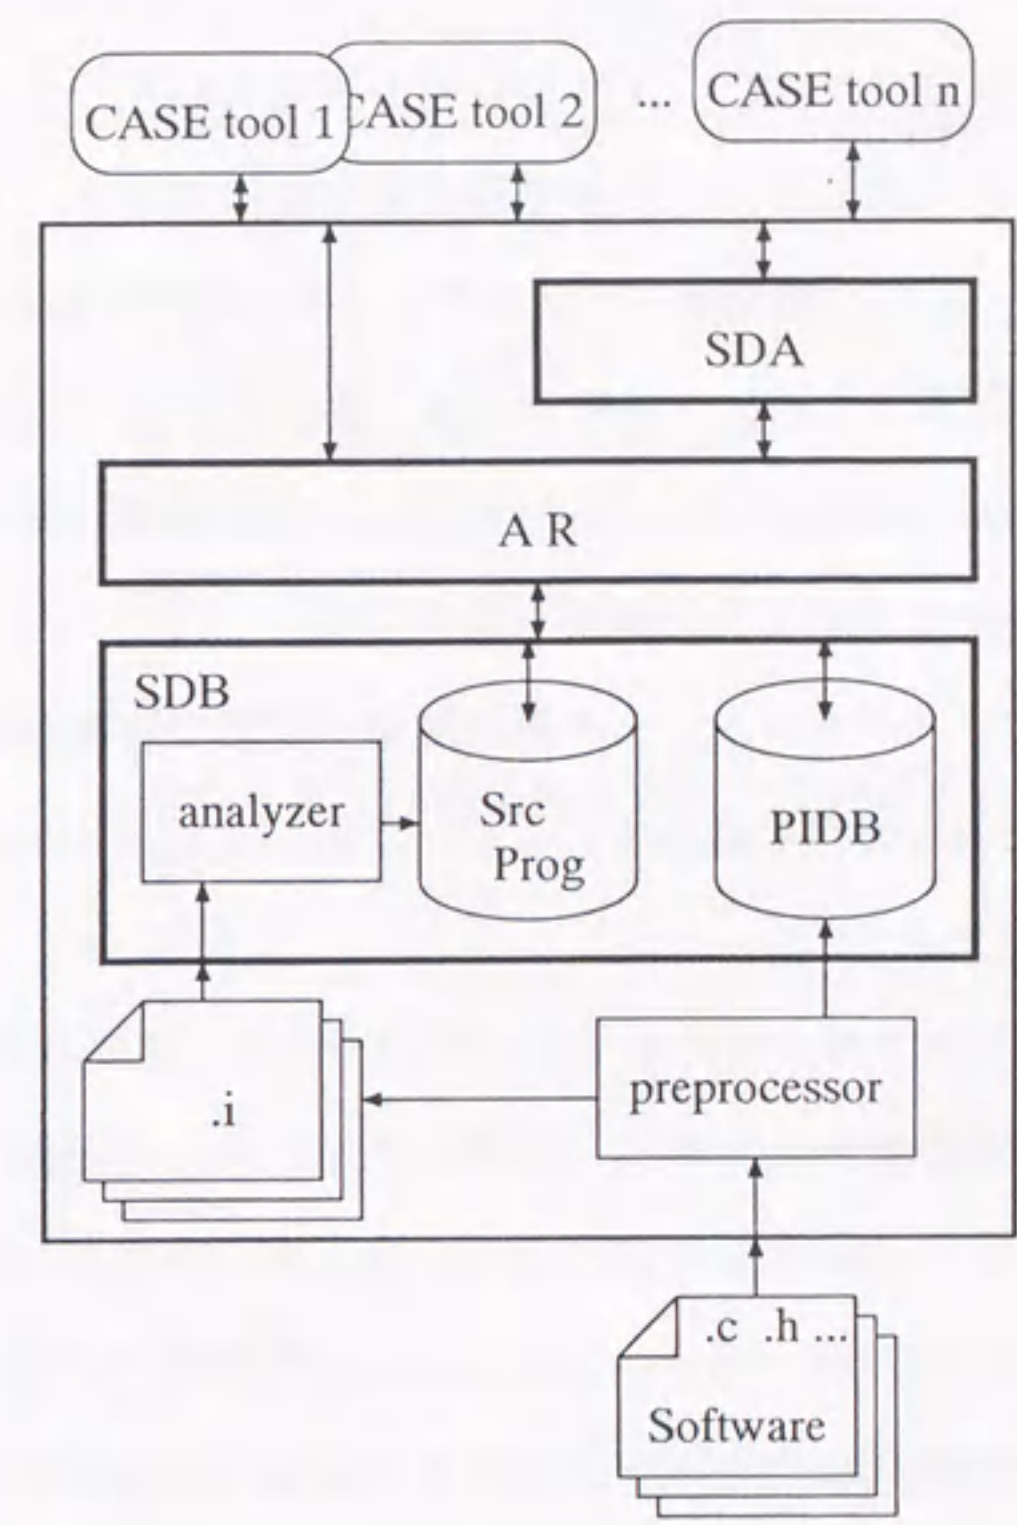 CASE tool 1
CASE tool 2
...
CASE tool n
SDA
A R
SDB
analyzer
Src
Prog
PIDB
.i
preprocessor
.c .h ...
Software